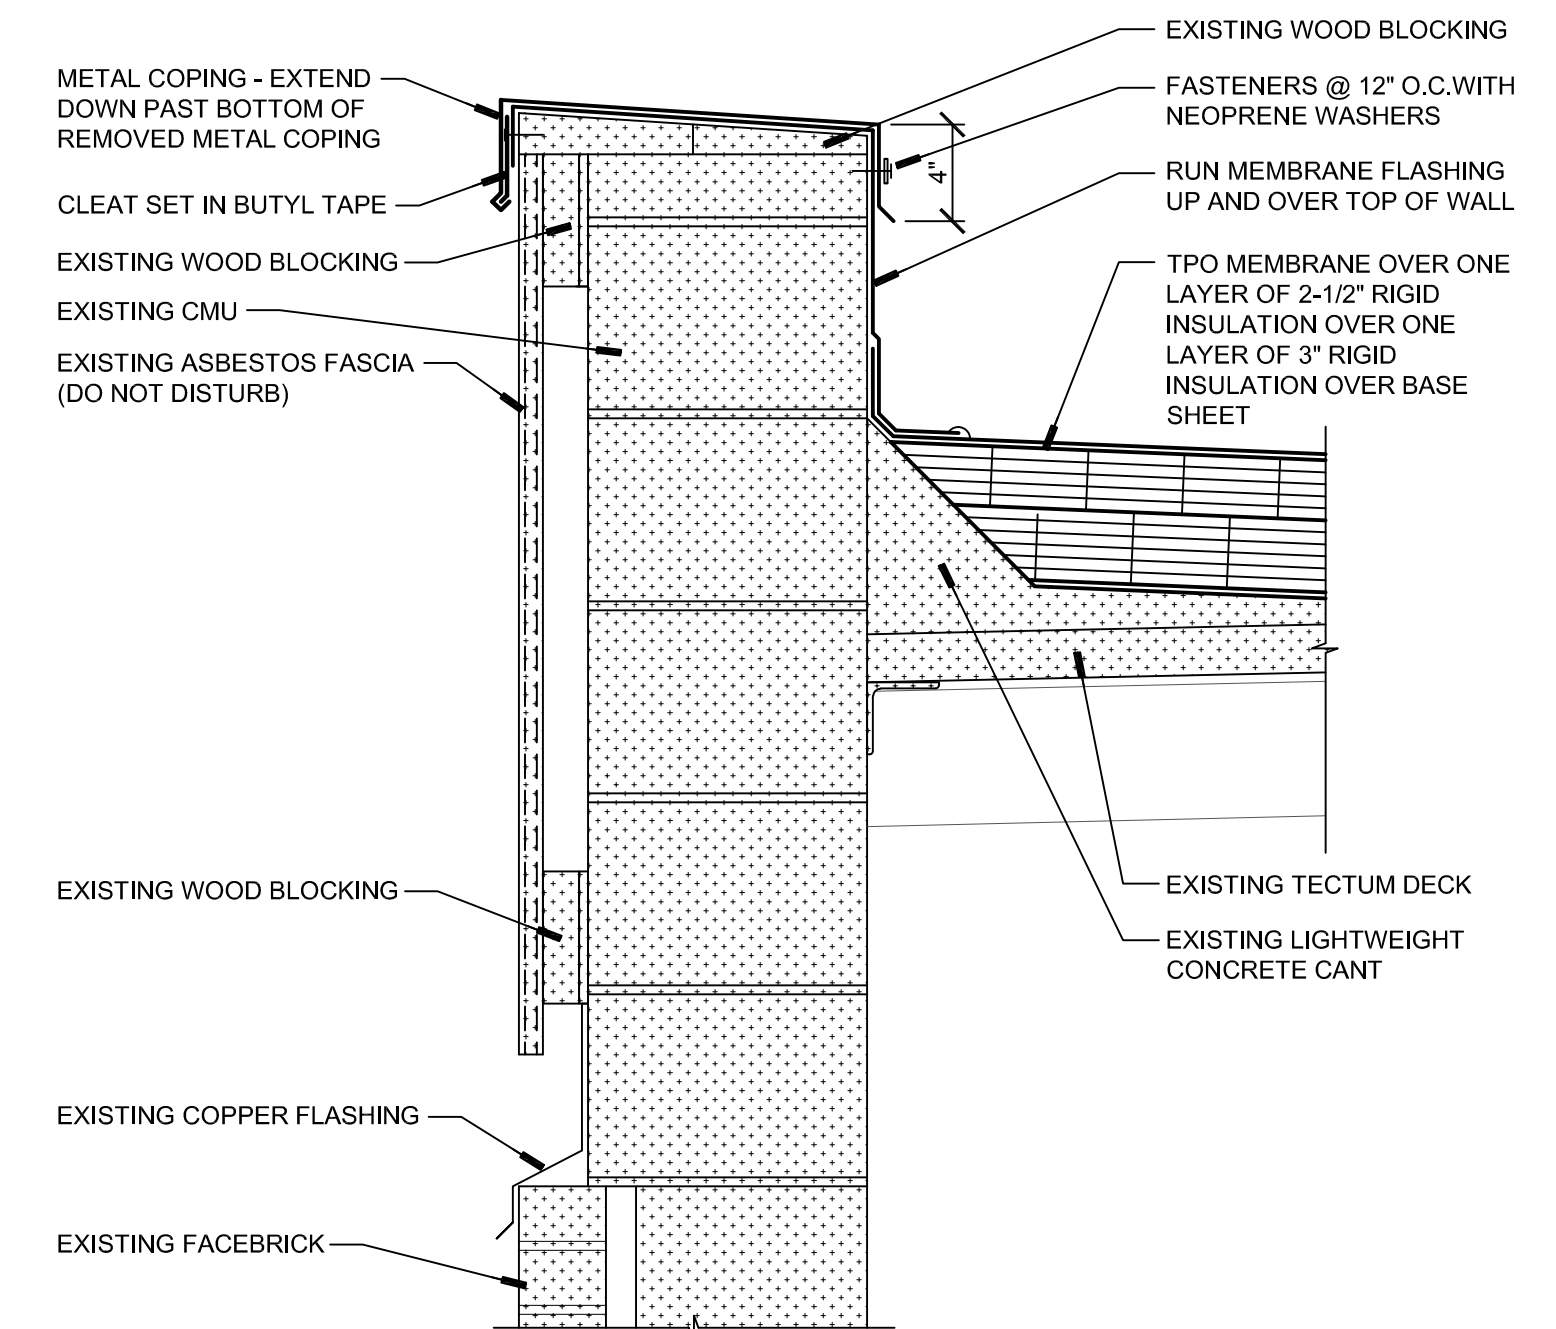 METAL COPING - EXTEND
DOWN PAST BOTTOM OF
REMOVED METAL COPING
CLEAT SET IN BUTYL TAPE
EXISTING WOOD BLOCKING
EXISTING CMU
EXISTING ASBESTOS FASCIA
(DO NOT DISTURB)
EXISTING WOOD BLOCKING
EXISTING COPPER FLASHING
EXISTING FACEBRICK
EXISTING WOOD BLOCKING
FASTENERS @ 12" O.C.WITH
NEOPRENE WASHERS
4"
RUN MEMBRANE FLASHING
UP AND OVER TOP OF WALL
TPO MEMBRANE OVER ONE
LAYER OF 2-1/2" RIGID
INSULATION OVER ONE
LAYER OF 3" RIGID
INSULATION OVER BASE
SHEET
EXISTING TECTUM DECK
EXISTING LIGHTWEIGHT
CONCRETE CANT